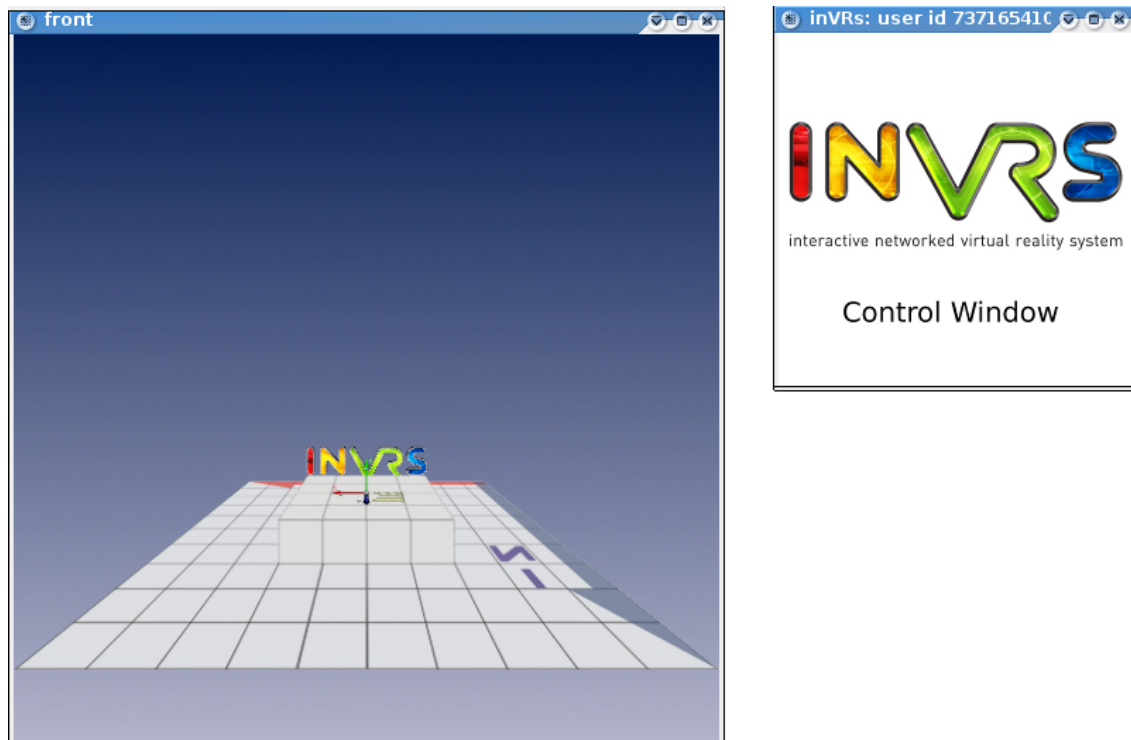 front
INVRS
inVRs: user id 73716541
INVRS
interactive networked virtual reality system
Control Window